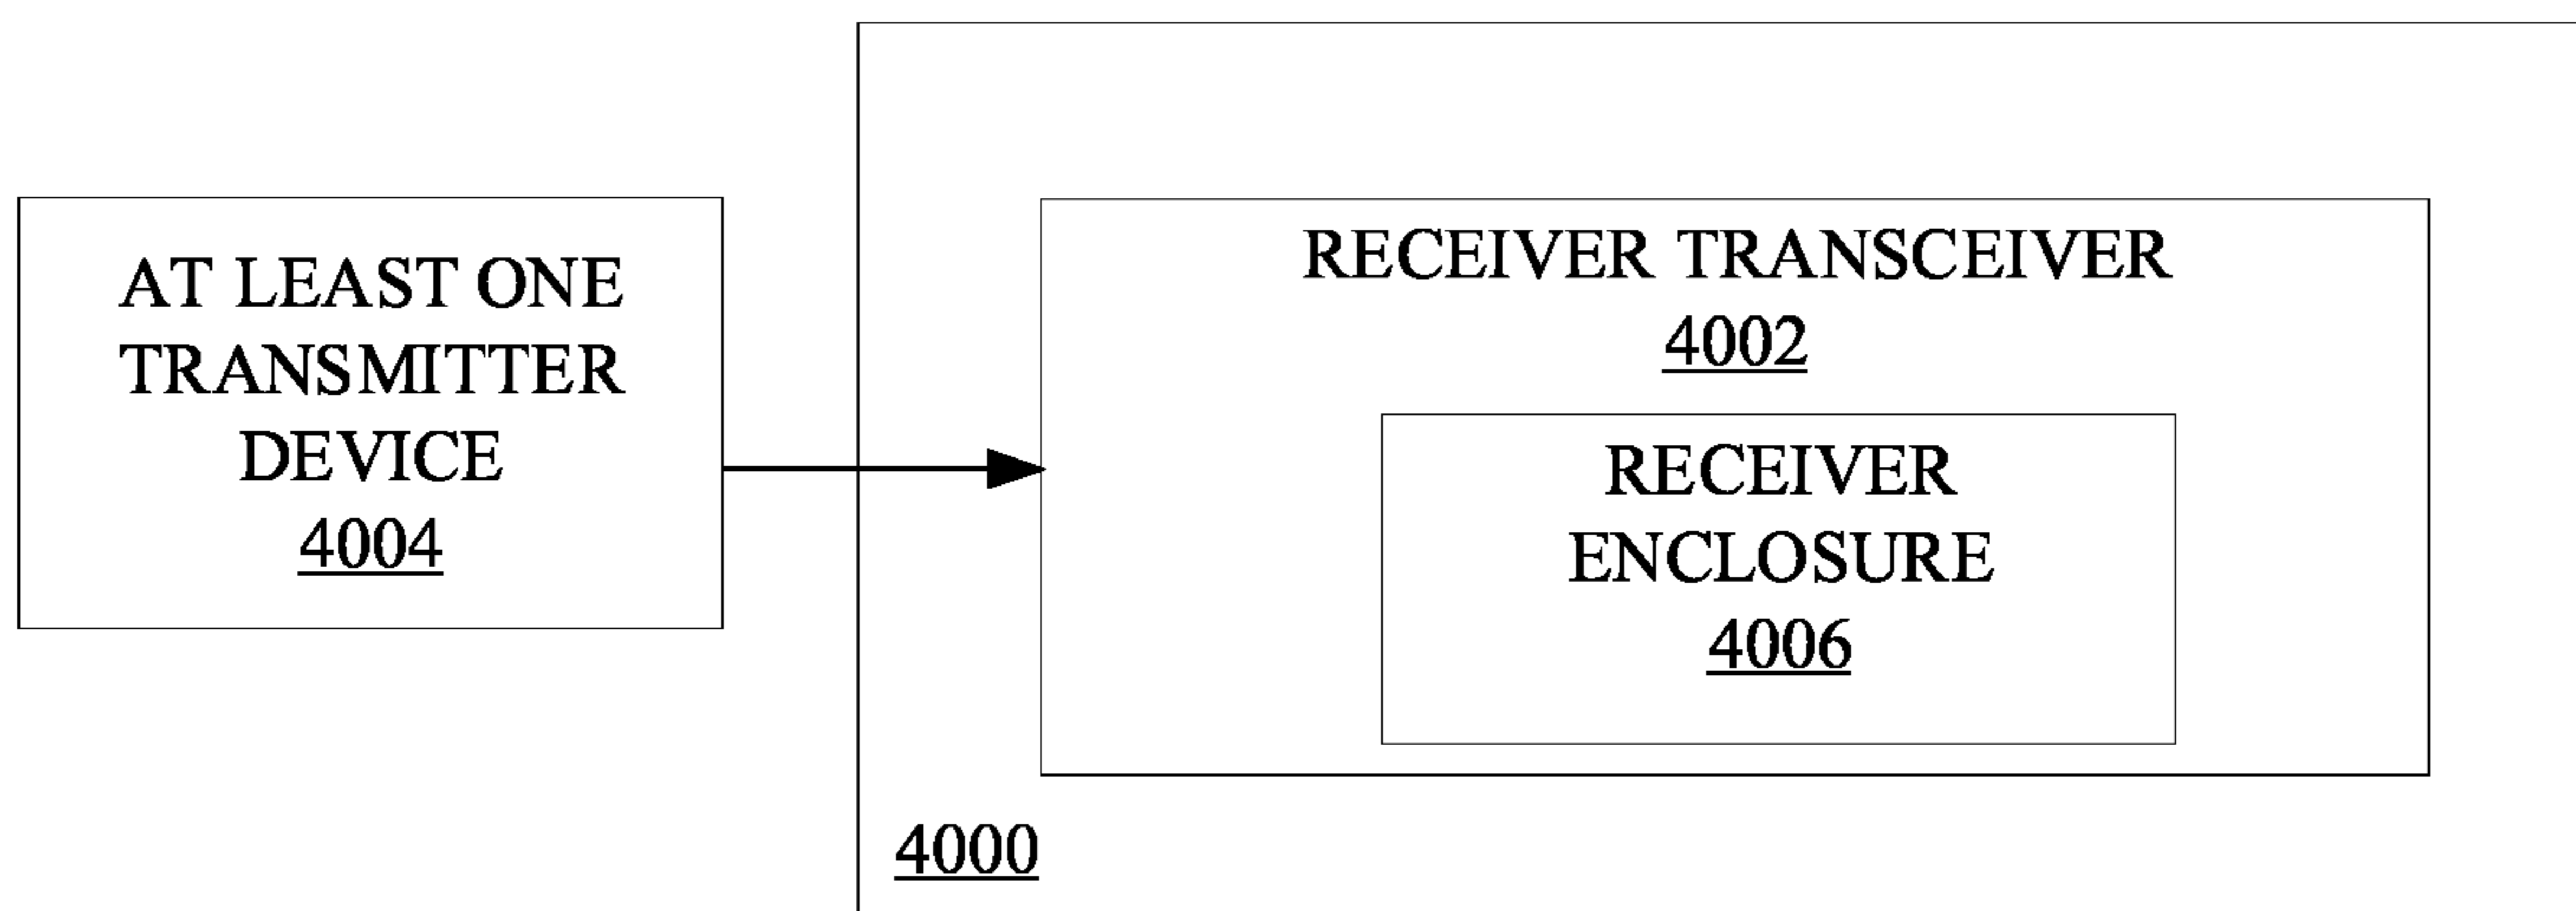 AT LEAST ONE
TRANSMITTER
DEVICE
4004
RECEIVER TRANSCEIVER
4002
RECEIVER
ENCLOSURE
4006
4000